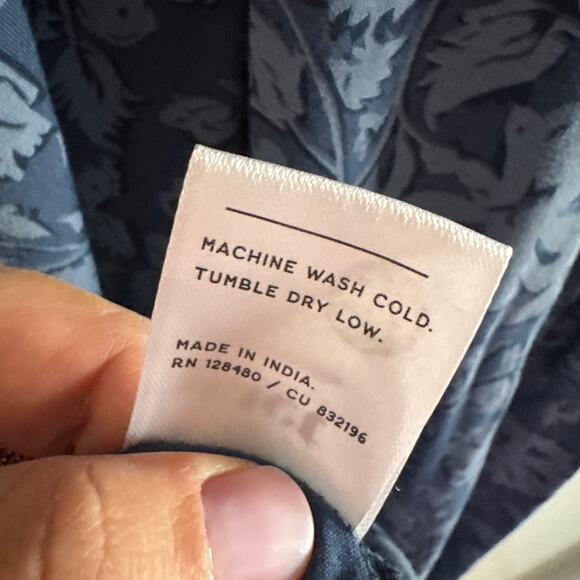 MACHINE WASH COLD.
TUMBLE DRY LOW.
MADE IN INDIA.
RN 128480 / CU 832196